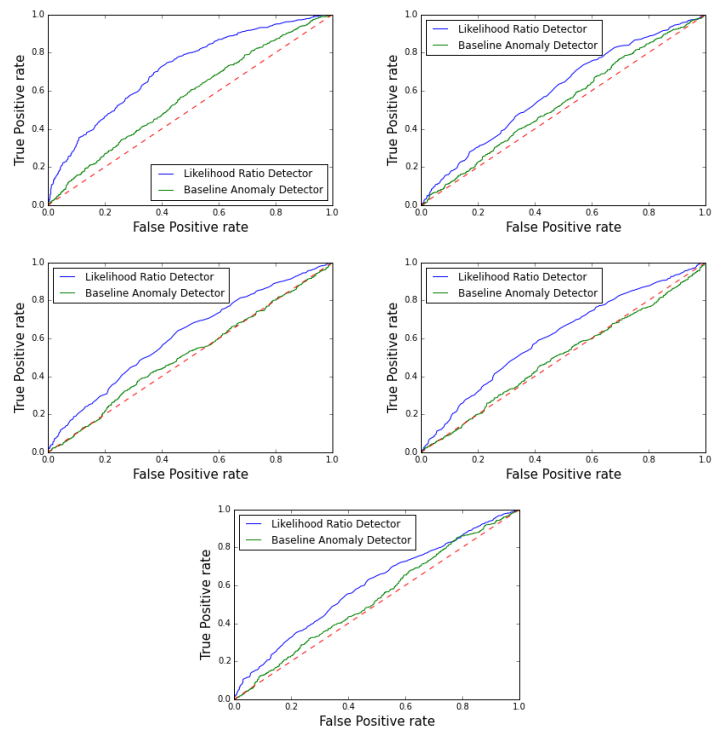 1.0
0.8
0.6
0.4
0.2
0.0
True Positive rate
Likelihood Ratio Detector
Baseline Anomaly Detector
0.0 0.2 0.4 0.6 0.8 1.0
False Positive rate
1.0
0.8
0.6
0.4
0.2
0.0
True Positive rate
Likelihood Ratio Detector
Baseline Anomaly Detector
0.0 0.2 0.4 0.6 0.8 1.0
False Positive rate
1.0
0.8
0.6
0.4
0.2
0.0
True Positive rate
Likelihood Ratio Detector
Baseline Anomaly Detector
0.0 0.2 0.4 0.6 0.8 1.0
False Positive rate
1.0
0.8
0.6
0.4
0.2
0.0
True Positive rate
Likelihood Ratio Detector
Baseline Anomaly Detector
0.0 0.2 0.4 0.6 0.8 1.0
False Positive rate
1.0
0.8
0.6
0.4
0.2
0.0
True Positive rate
Likelihood Ratio Detector
Baseline Anomaly Detector
0.0 0.2 0.4 0.6 0.8 1.0
False Positive rate